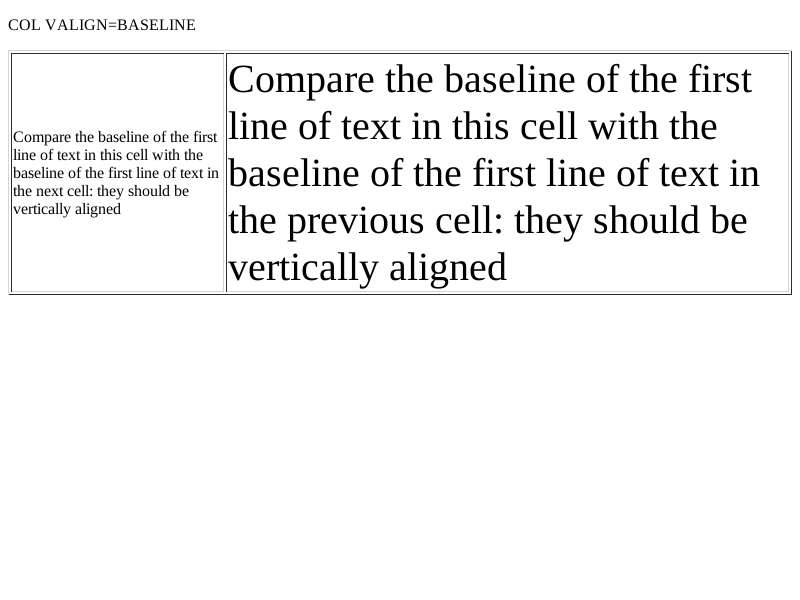 COL VALIGN=BASELINE
Compare the baseline of the first
line of text in this cell with the
baseline of the first line of text in
the next cell: they should be
vertically aligned
Compare the baseline of the first
line of text in this cell with the
baseline of the first line of text in
the previous cell: they should be
vertically aligned